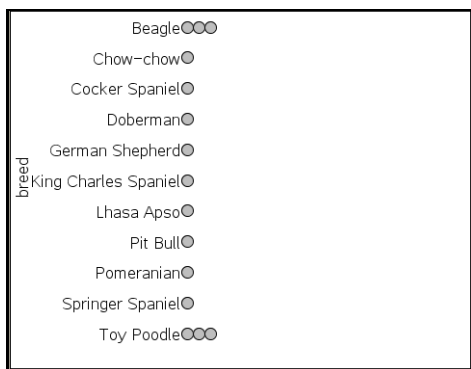 Beagle
Chow-chow
Cocker Spaniel
Doberman
German Shepherd
breed
King Charles Spaniel
Lhasa Apso
Pit Bull
Pomeranian
Springer Spaniel
Toy Poodle